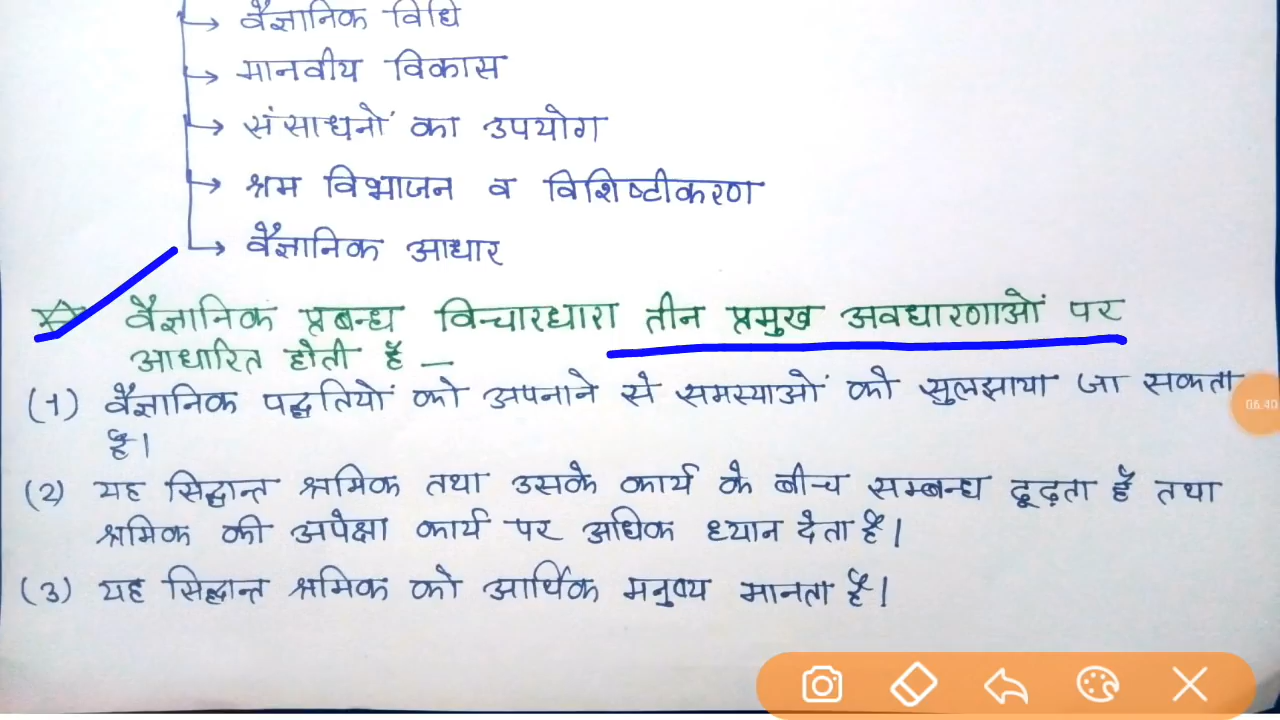 वैज्ञानिक विधि
मानवीय विकास
संसाधनों का उपयोग
श्रम विभाजन व विशिष्टीकरण
वैज्ञानिक आधार
वैज्ञानिक प्रबन्ध विचारधारा तीन प्रमुख अवधारणाओं पर
आधारित होती है –
(1) वैज्ञानिक पद्धतियों को अपनाने से समस्याओं को सुलझाया जा सकता
है।
(2) यह सिद्धान्त श्रमिक तथा उसके कार्य के बीच सम्बन्ध ढूढ़ता है तथा
श्रमिक की अपेक्षा कार्य पर अधिक ध्यान देता है।
(3) यह सिद्धान्त श्रमिक को आर्थिक मनुष्य मानता है।
06:40